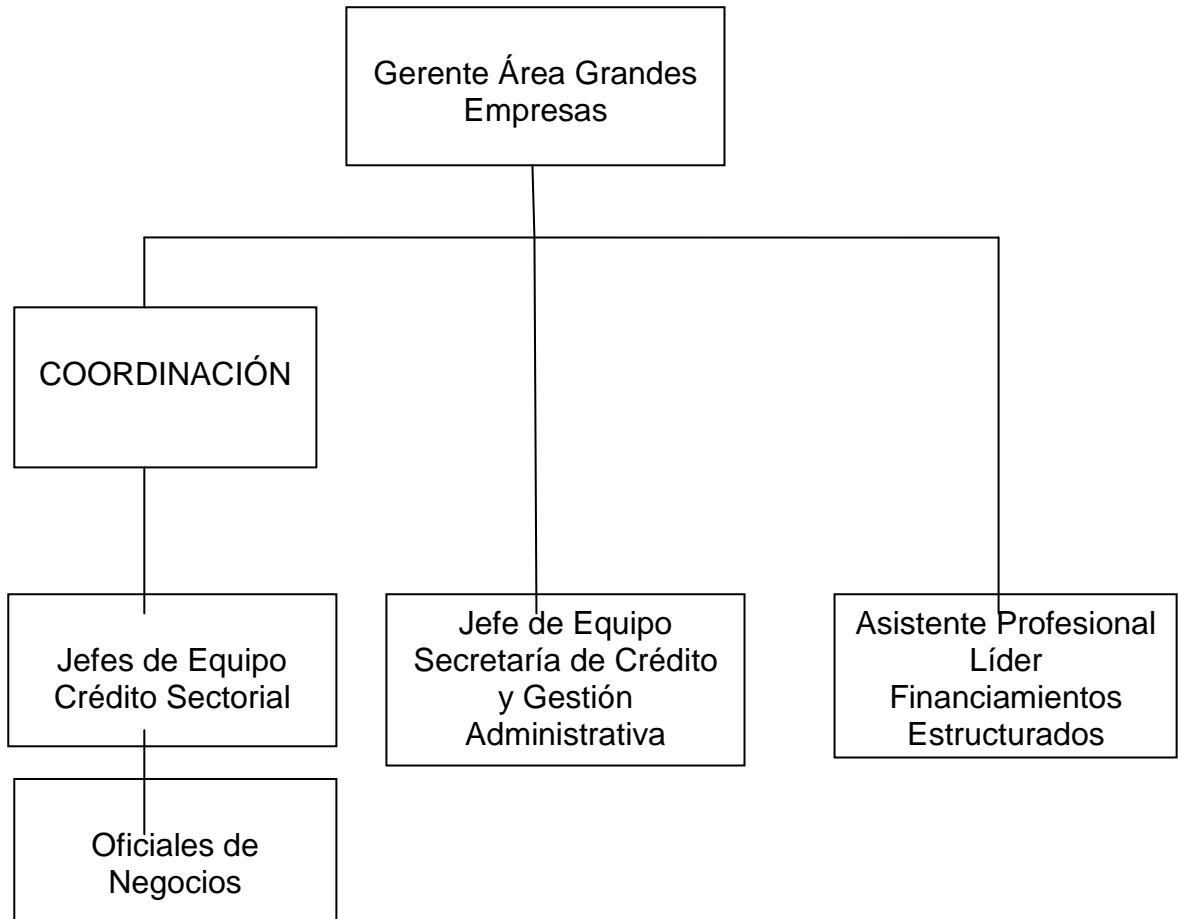 Gerente Área Grandes
Empresas
COORDINACIÓN
Jefes de Equipo
Crédito Sectorial
Jefe de Equipo
Secretaría de Crédito
y Gestión
Administrativa
Asistente Profesional
Líder
Financiamientos
Estructurados
Oficiales de
Negocios